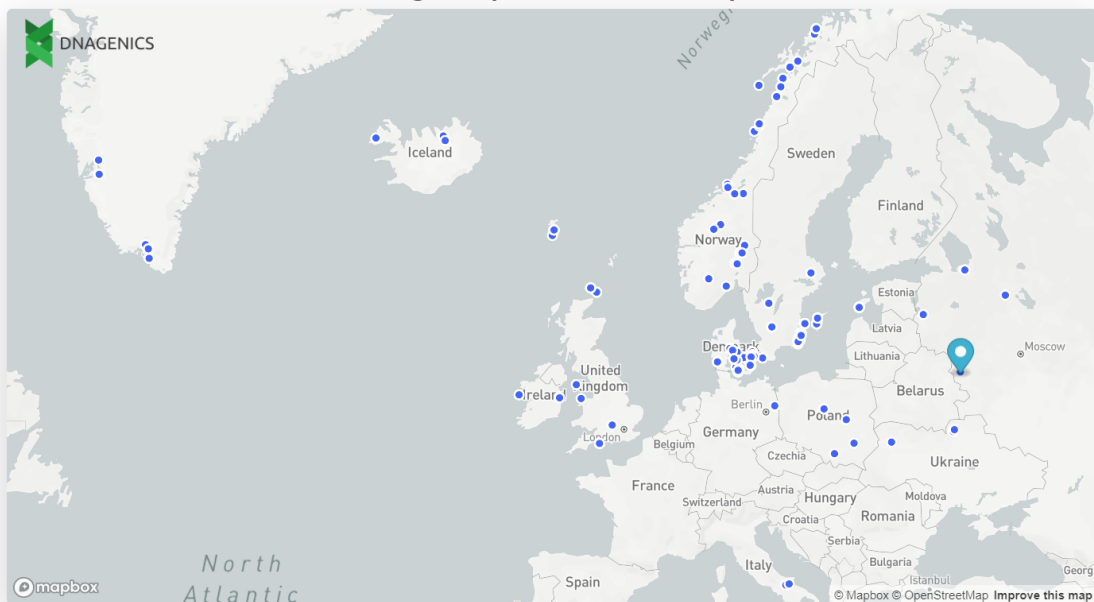 DNAGENICS
Norwegi
Iceland
Sweden
Finland
Norway
Estonia
Latvia
Moscow
Denmark
Lithuania
United
Kingdom
Ireland
Belarus
Berlin
Poland
London
Germany
Belgium
Czechia
Ukraine
France
Austria
Hungary
Moldova
Switzerland
Romania
Croatia
Serbia
Italy
Bulgaria
Georg
Istanbul
Spain
North
Atlantic
mapbox
© Mapbox © OpenStreetMap Improve this map